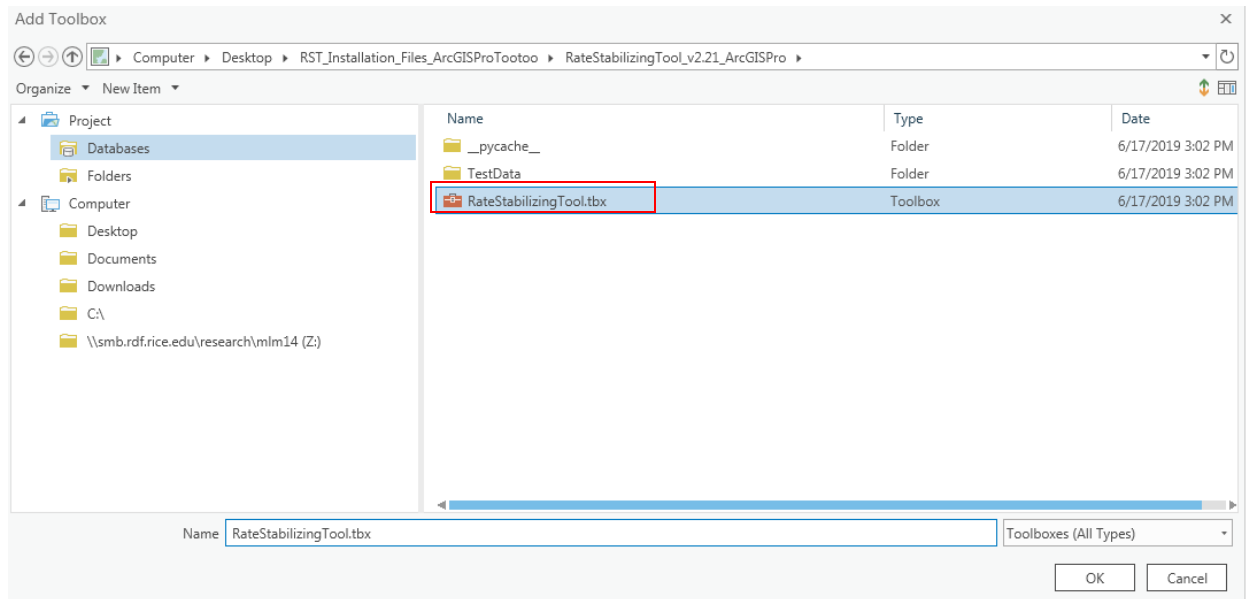 Add Toolbox
Computer Desktop RST_Installation_Files_ArcGISProTootoo RateStabilizingTool_v2.21_ArcGISPro
Organize New Item
Project
Databases
Folders
Computer
Desktop
Documents
Downloads
C:\
\\smb.rdf.rice.edu\research\mlm14 (Z:)
Name Type Date
__pycache__ Folder 6/17/2019 3:02 PM
TestData Folder 6/17/2019 3:02 PM
RateStabilizingTool.tbx Toolbox 6/17/2019 3:02 PM
Name RateStabilizingTool.tbx Toolboxes (All Types)
OK Cancel